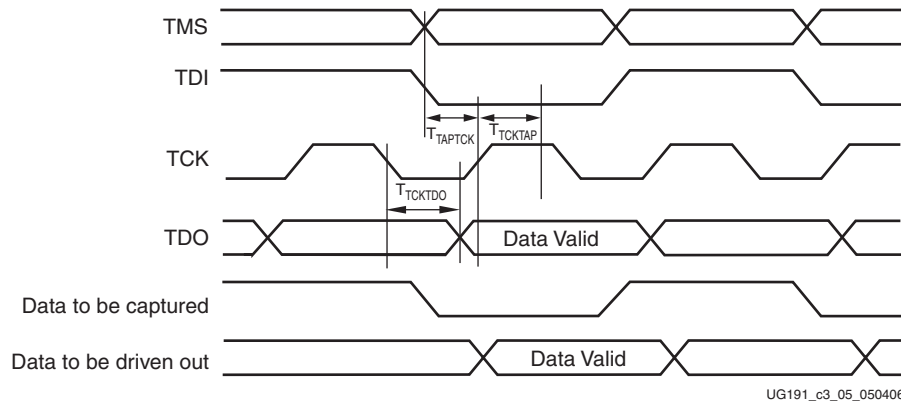 TMS
TDI
T_TAPTCK T_TCKTAP
TCK
T_TCKTDO
TDO Data Valid
Data to be captured
Data to be driven out Data Valid
UG191_c3_05_050406